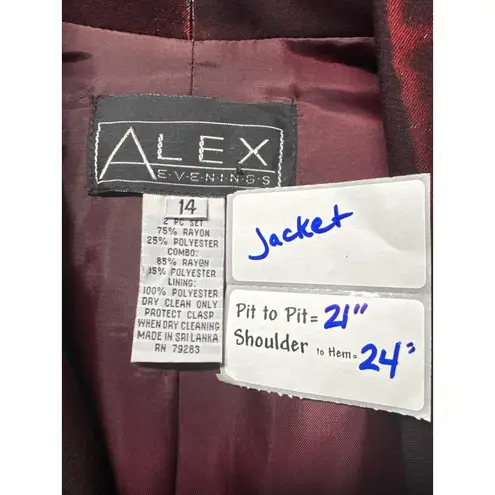 ALEX
E·V·E·N·I·N·G·S
14
2 PC SET
75% RAYON
25% POLYESTER
COMBO:
85% RAYON
15% POLYESTER
LINING:
100% POLYESTER
DRY CLEAN ONLY
PROTECT CLASP
WHEN DRY CLEANING
MADE IN SRI LANKA
RN 79283
Jacket
Pit to Pit= 21"
Shoulder to Hem= 24"